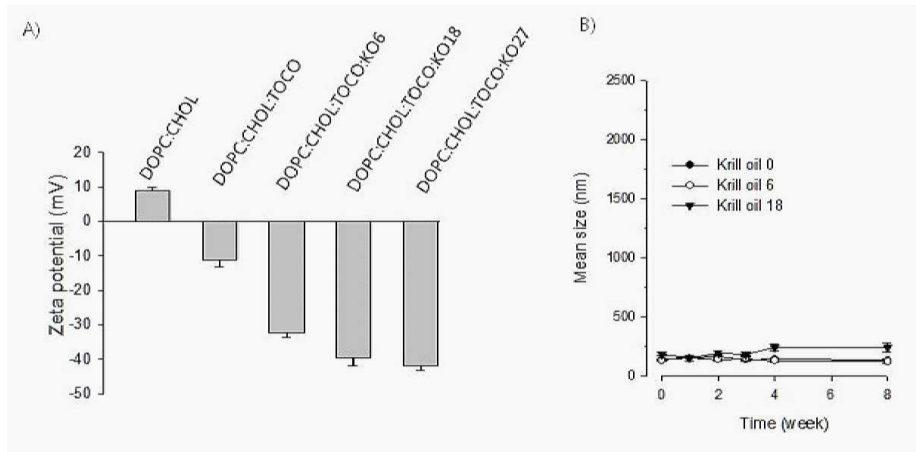 A)
DOPC:CHOL
DOPC:CHOL:TOCO
DOPC:CHOL:TOCO:KO6
DOPC:CHOL:TOCO:KO18
DOPC:CHOL:TOCO:KO27
Zeta potential (mV)
20
10
0
-10
-20
-30
-40
-50
B)
Mean size (nm)
2500
2000
1500
1000
500
0
Krill oil 0
Krill oil 6
Krill oil 18
0
2
4
6
8
Time (week)